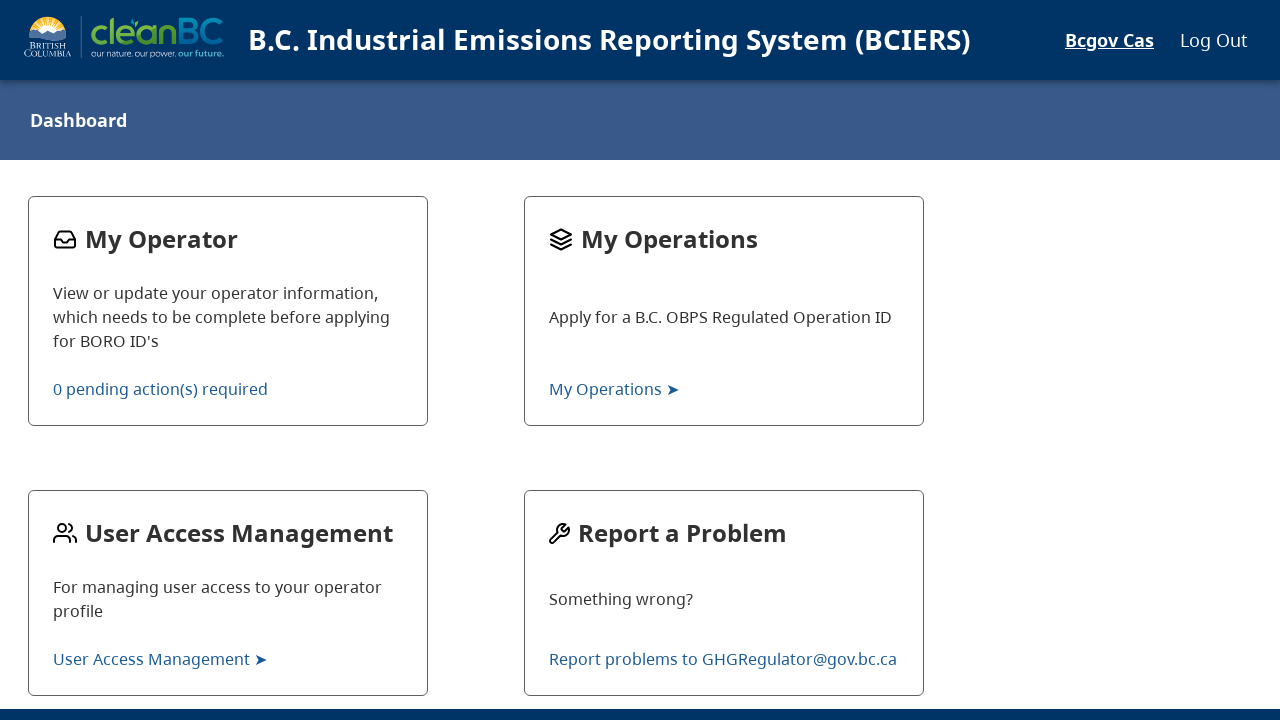 BRITISH
COLUMBIA
cleanBC
our nature. our power. our future.
B.C. Industrial Emissions Reporting System (BCIERS)
Bcgov Cas
Log Out
Dashboard
My Operator
View or update your operator information,
which needs to be complete before applying
for BORO ID's
0 pending action(s) required
My Operations
Apply for a B.C. OBPS Regulated Operation ID
My Operations ➤
User Access Management
For managing user access to your operator
profile
User Access Management ➤
Report a Problem
Something wrong?
Report problems to GHGRegulator@gov.bc.ca